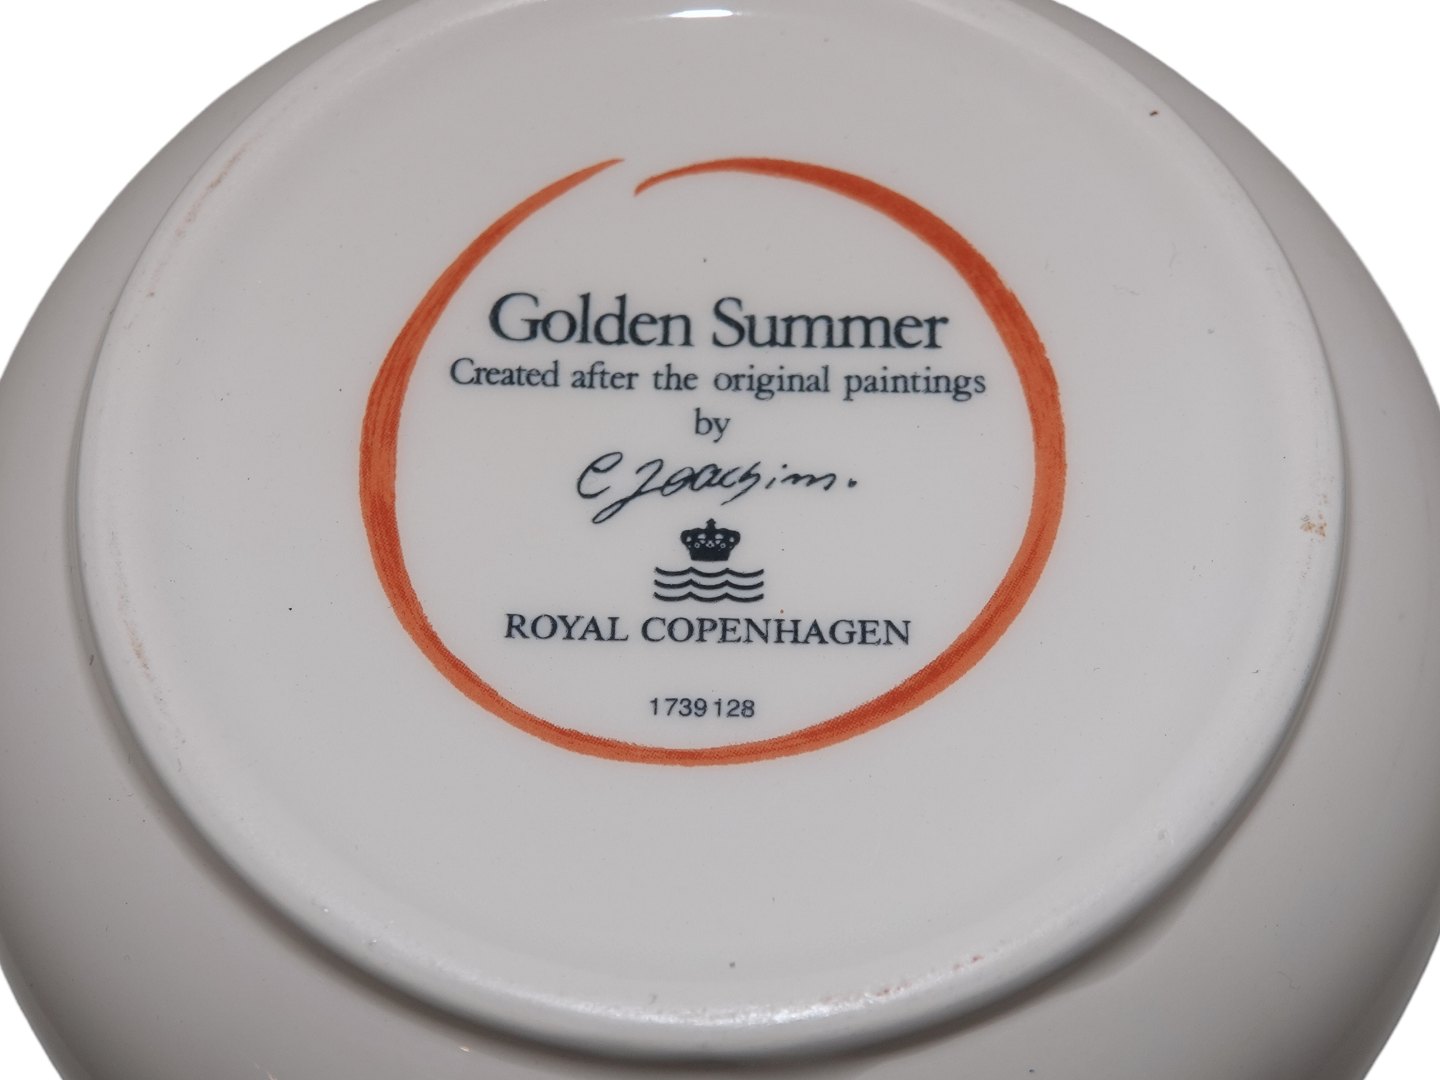 Golden Summer
Created after the original paintings
by
C Joachim.
ROYAL COPENHAGEN
1739128